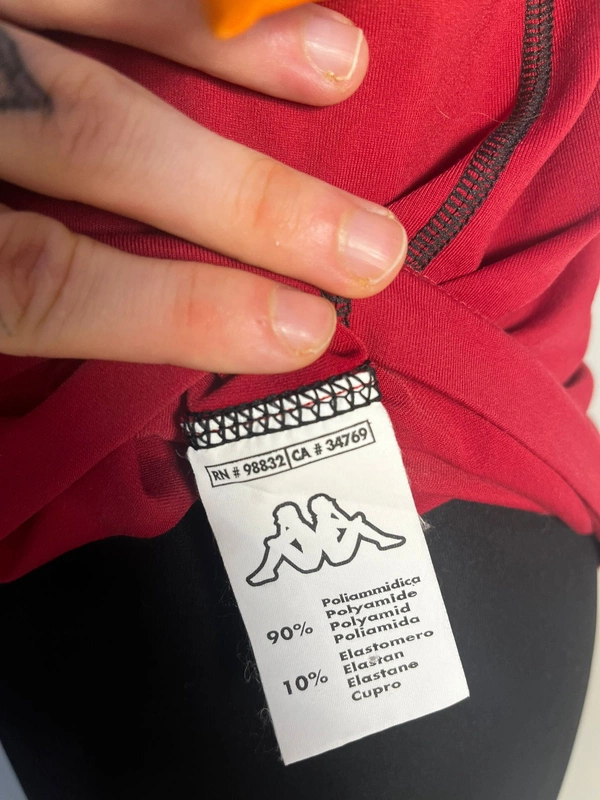 RN # 98832 CA # 34769
90% Poliammidica
Polyamide
Polyamid
Poliamida
10% Elastomero
Elastan
Elastane
Cupro